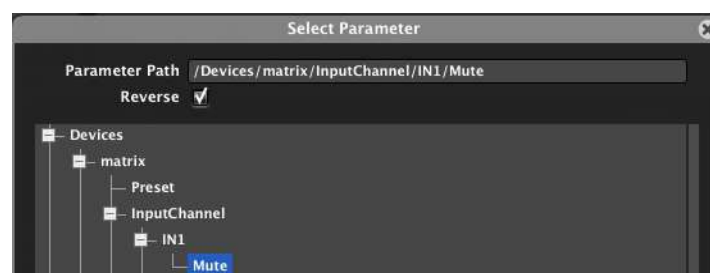 Select Parameter
Parameter Path /Devices/matrix/InputChannel/IN1/Mute
Reverse
Devices
matrix
Preset
InputChannel
IN1
Mute